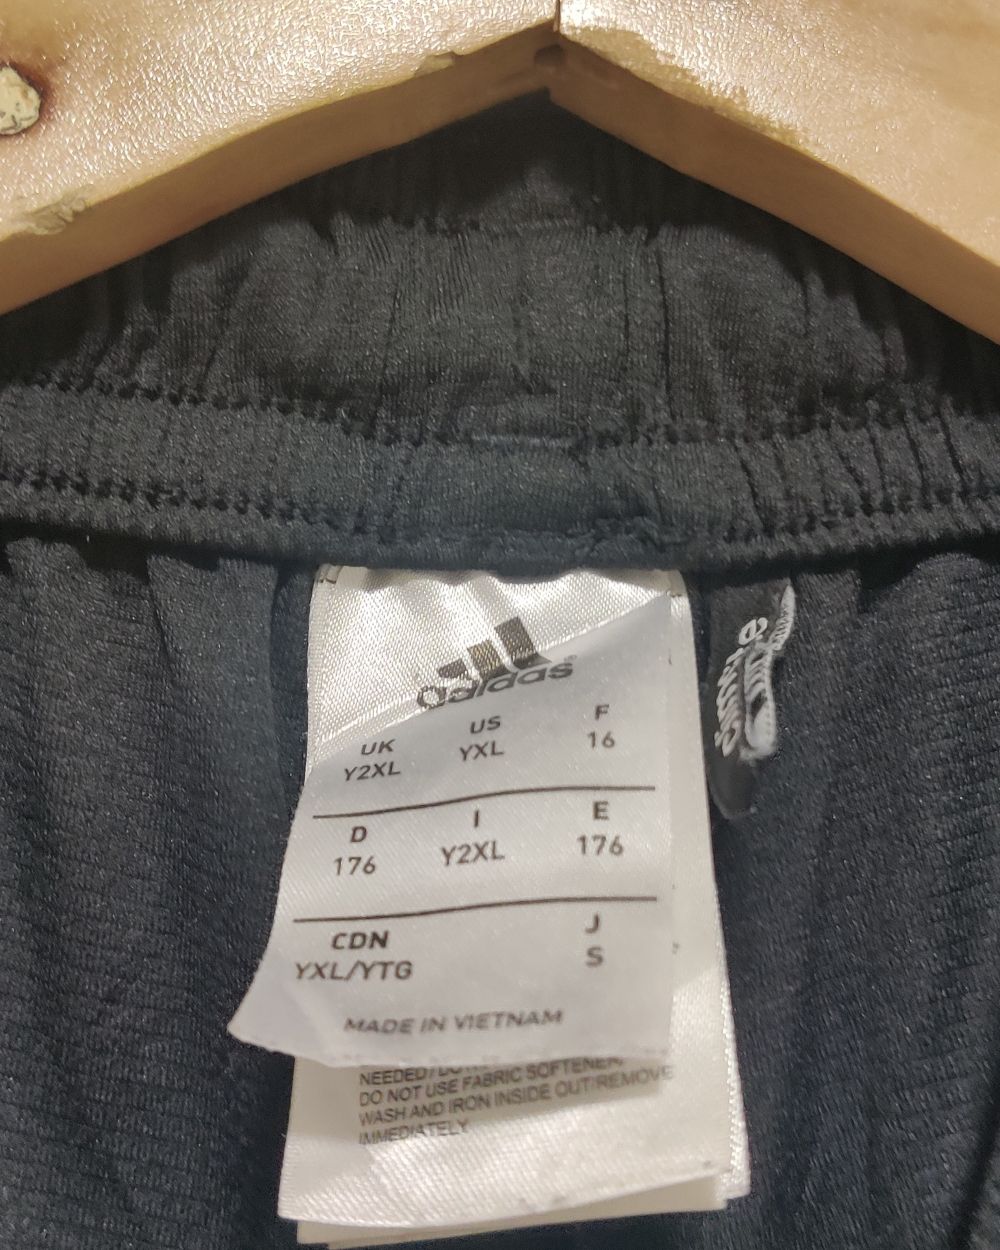 adidas
UK US F
Y2XL YXL 16
D I E
176 Y2XL 176
CDN J
YXL/YTG S
MADE IN VIETNAM
DO NOT USE FABRIC SOFTENER
WASH AND IRON INSIDE OUT/REMOVE
IMMEDIATELY